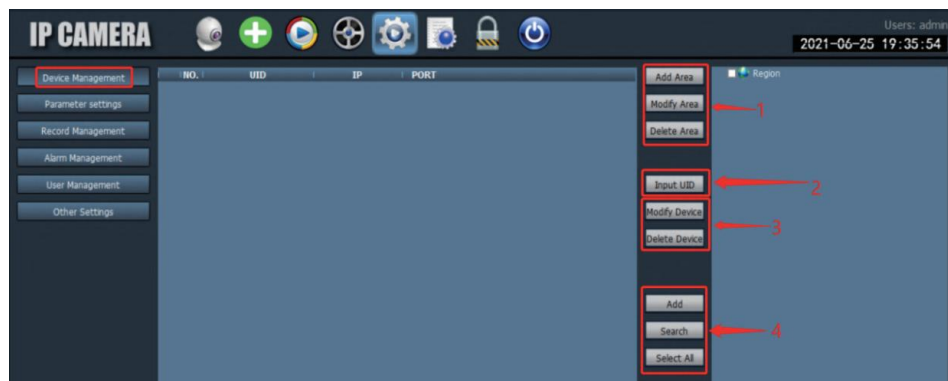 IP CAMERA
Users: admin
2021-06-25 19:35:54
Device Management
NO. UID IP PORT
Add Area
Region
Parameter settings
Modify Area
1
Record Management
Delete Area
Alarm Management
User Management
Input UID
2
Other Settings
Modify Device
3
Delete Device
Add
Search
4
Select All